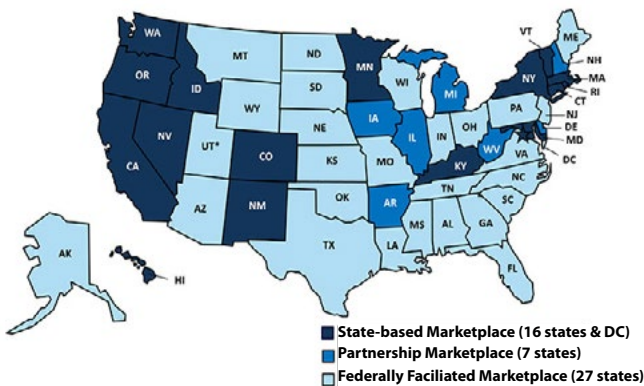 WA
OR
ID
MT
ND
MN
SD
WY
NV
CA
UT*
CO
NE
KS
IA
WI
MI
IL
IN
OH
MO
KY
WV
PA
NY
VT
ME
NH
MA
RI
CT
NJ
DE
MD
DC
VA
NC
TN
SC
AZ
NM
OK
AR
TX
LA
MS
AL
GA
FL
AK
HI
State-based Marketplace (16 states & DC)
Partnership Marketplace (7 states)
Federally Faciliated Marketplace (27 states)